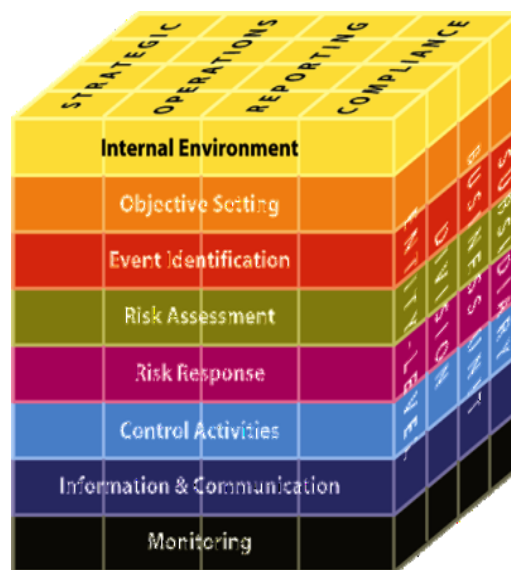 STRATEGIC
OPERATIONS
REPORTING
COMPLIANCE
Internal Environment
Objective Setting
Event Identification
Risk Assessment
Risk Response
Control Activities
Information & Communication
Monitoring
ENTITY-LEVEL
DIVISION
BUSINESS UNIT
SUBSIDIARY